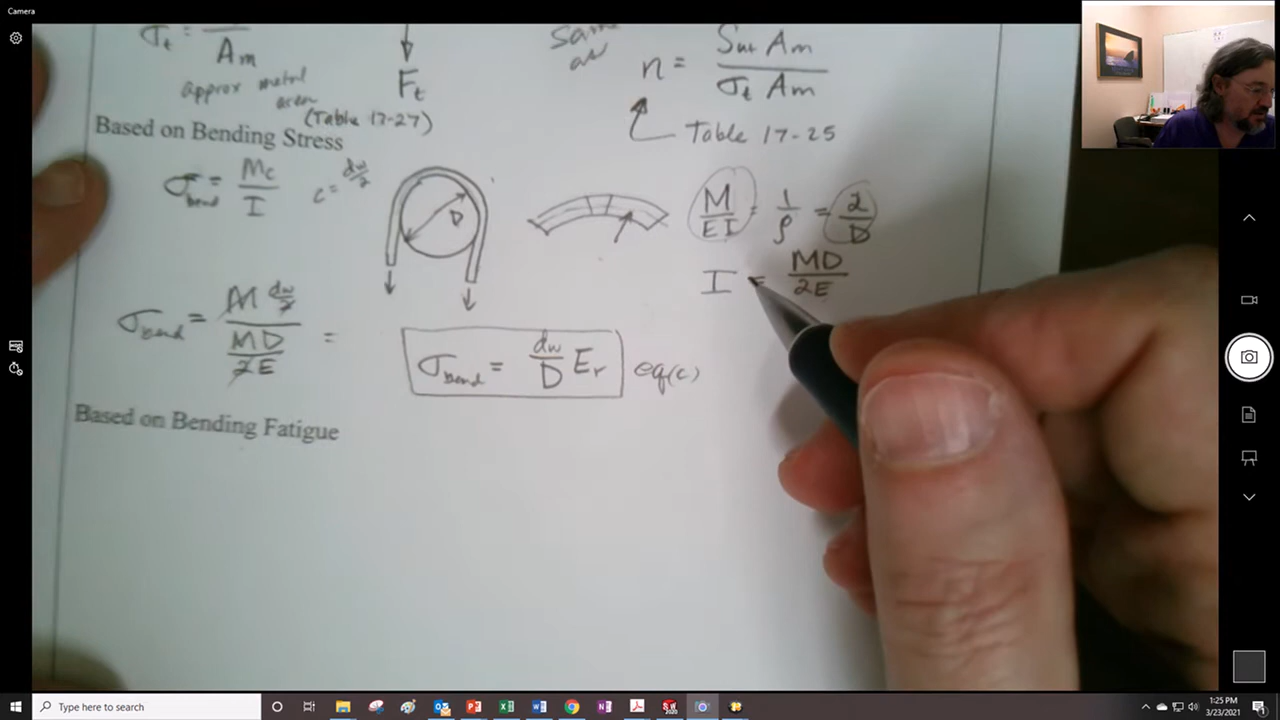 Camera
σt = / Am
approx metal area (Table 17-27)
Ft
same as
n = Sut Am / σt Am
Table 17-25
Based on Bending Stress
σbend = Mc / I
c = dw/2
D
M / EI = 1 / ρ = 2 / D
I = MD / 2E
σbend = M dw/2 / MD/2E =
σbend = dw / D Er
eq(c)
Based on Bending Fatigue
Type here to search
1:25 PM
3/23/2021